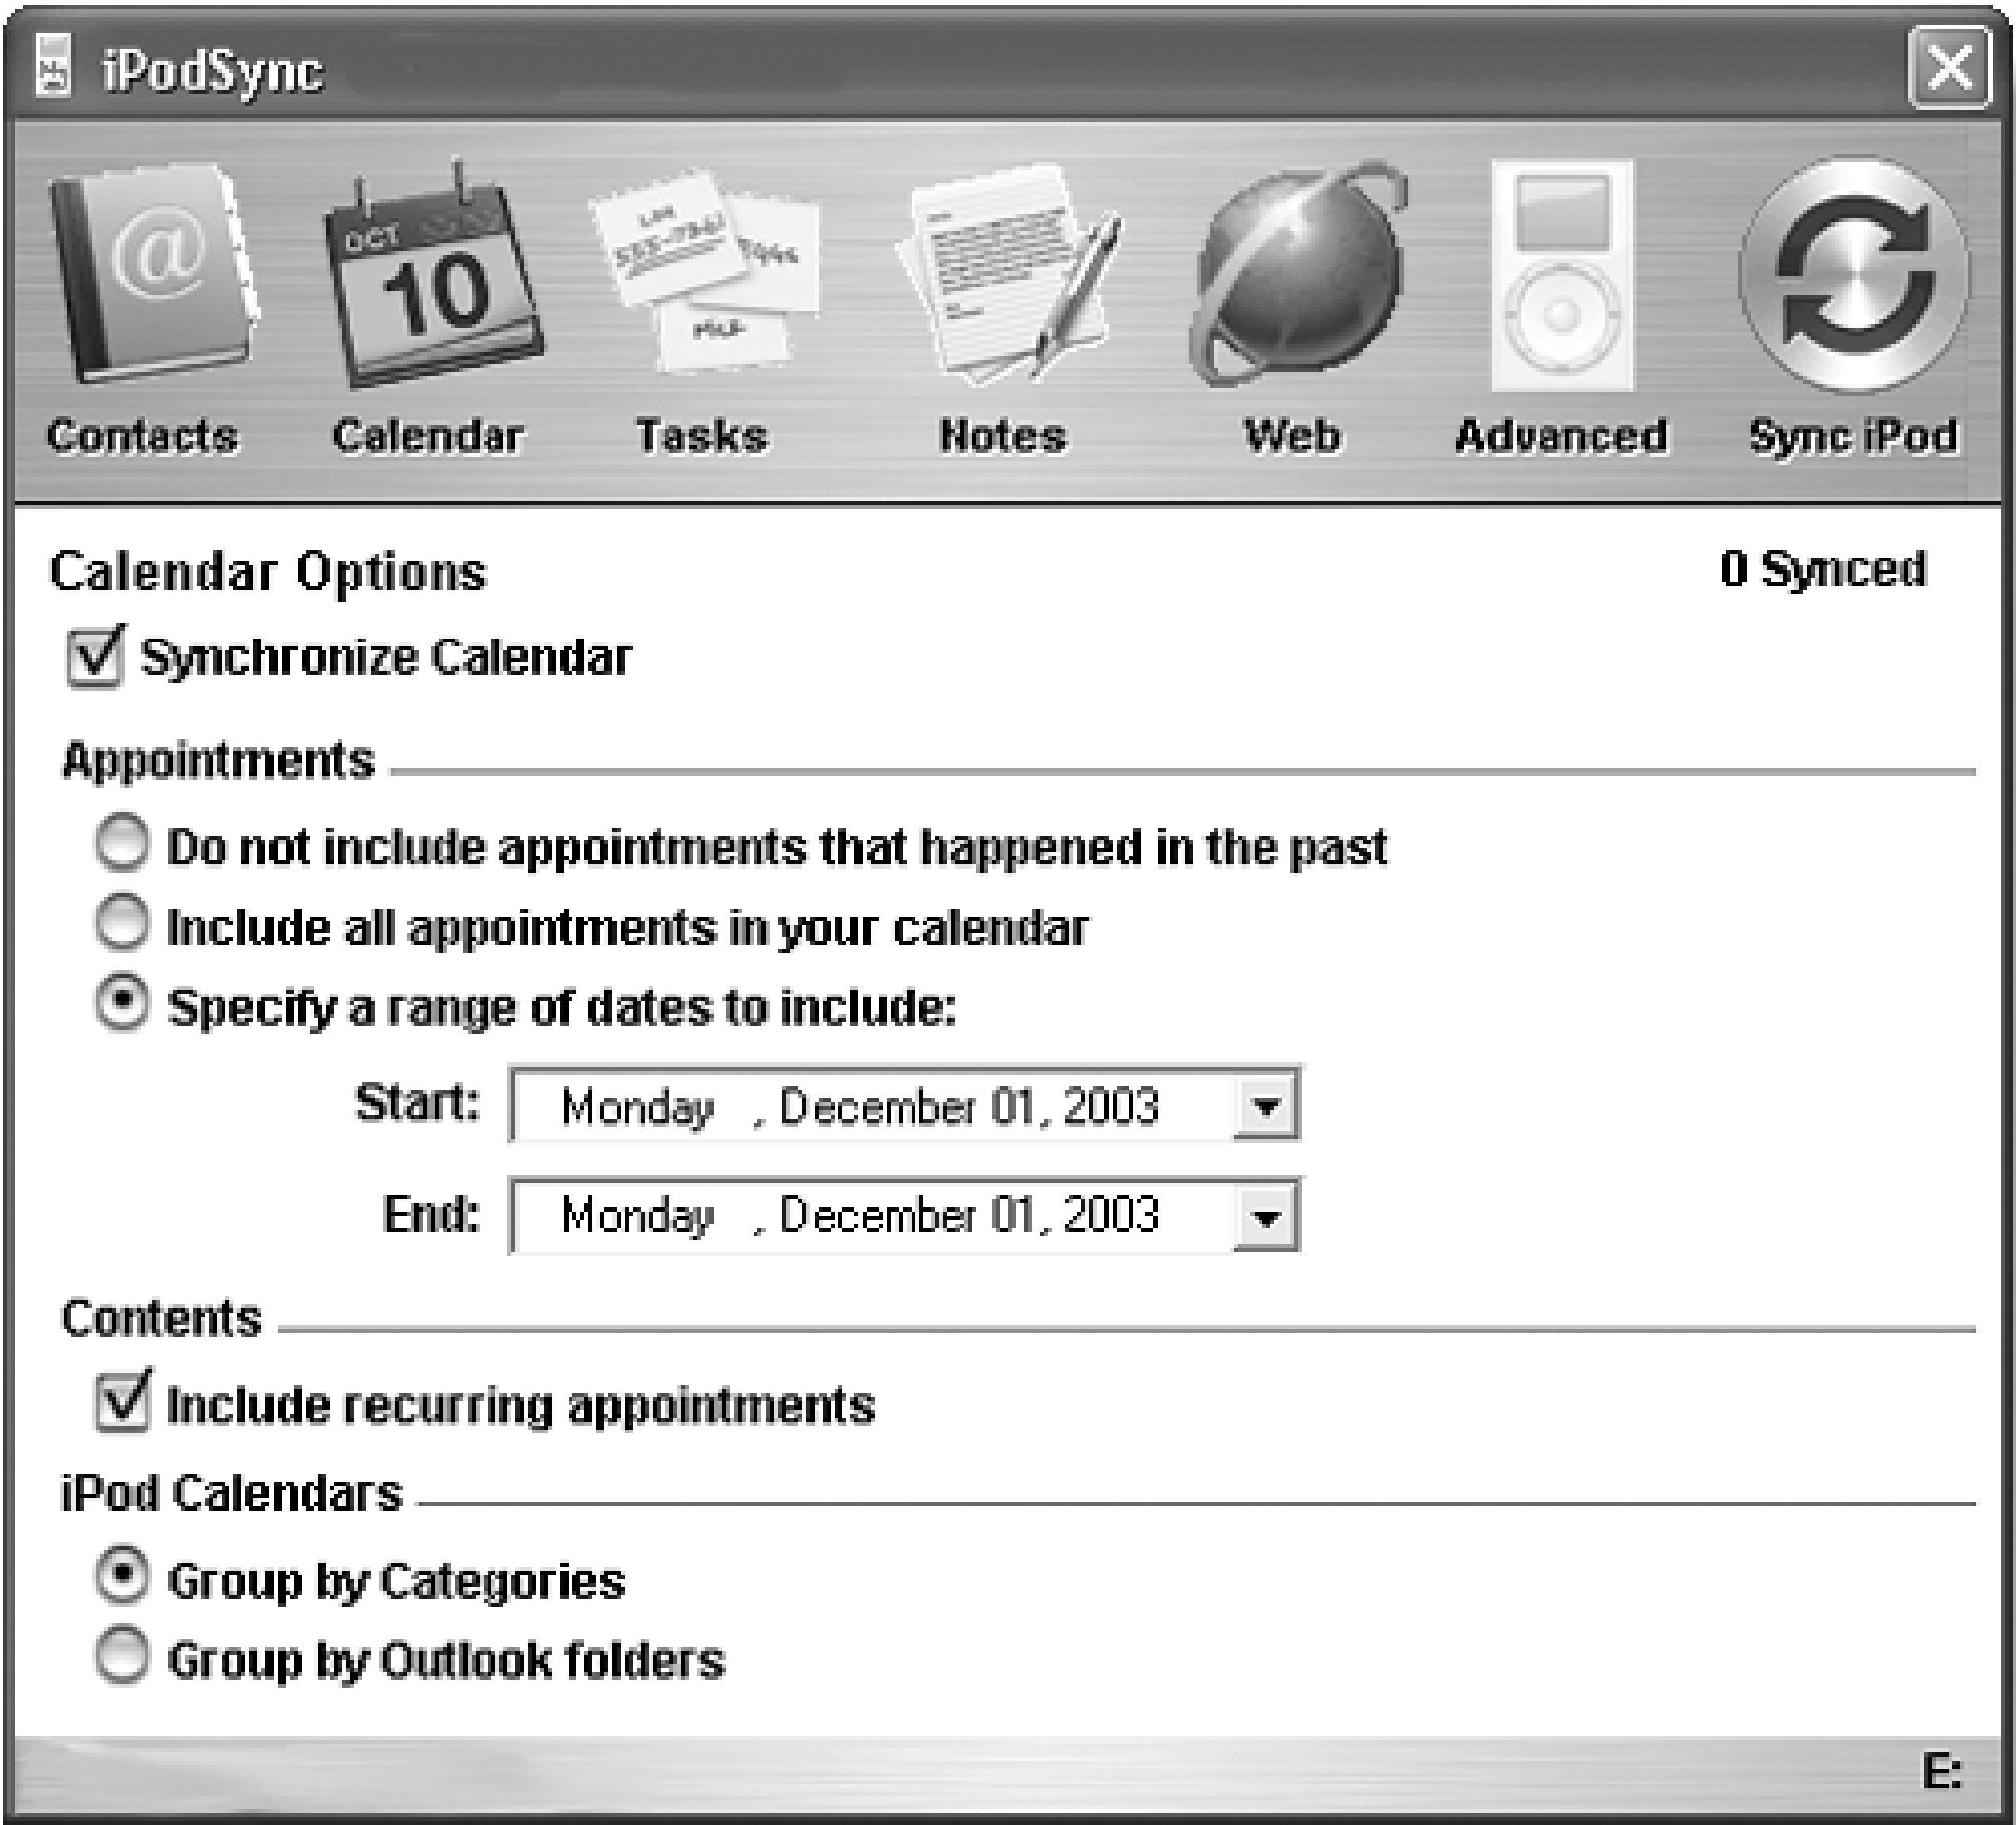 iPodSync
OCT
10
MILK
Contacts Calendar Tasks Notes Web Advanced Sync iPod
Calendar Options 0 Synced
Synchronize Calendar
Appointments
Do not include appointments that happened in the past
Include all appointments in your calendar
Specify a range of dates to include:
Start: Monday , December 01, 2003
End: Monday , December 01, 2003
Contents
Include recurring appointments
iPod Calendars
Group by Categories
Group by Outlook folders
E: